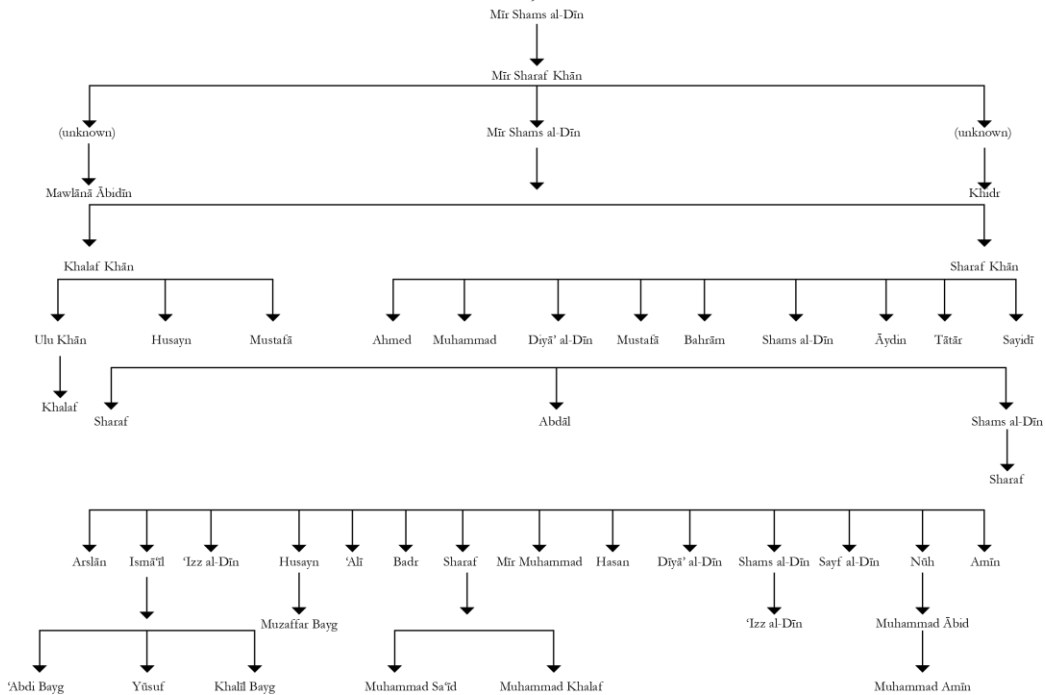 Mīr Shams al-Dīn
Mīr Sharaf Khān
(unknown) Mīr Shams al-Dīn (unknown)
Mawlānā Ābidīn Khidr
Khalaf Khān Sharaf Khān
Ulu Khān Husayn Mustafā Ahmed Muhammad Diyā’ al-Dīn Mustafā Bahrām Shams al-Dīn Āydin Tātār Sayidī
Khalaf Sharaf Abdāl Shams al-Dīn
Sharaf
Arslān Ismā‘īl ‘Izz al-Dīn Husayn ‘Alī Badr Sharaf Mīr Muhammad Hasan Dīyā’ al-Dīn Shams al-Dīn Sayf al-Dīn Nūh Amīn
Muzaffar Bayg ‘Izz al-Dīn Muhammad Ābid
‘Abdi Bayg Yūsuf Khalīl Bayg Muhammad Sa‘īd Muhammad Khalaf Muhammad Amīn